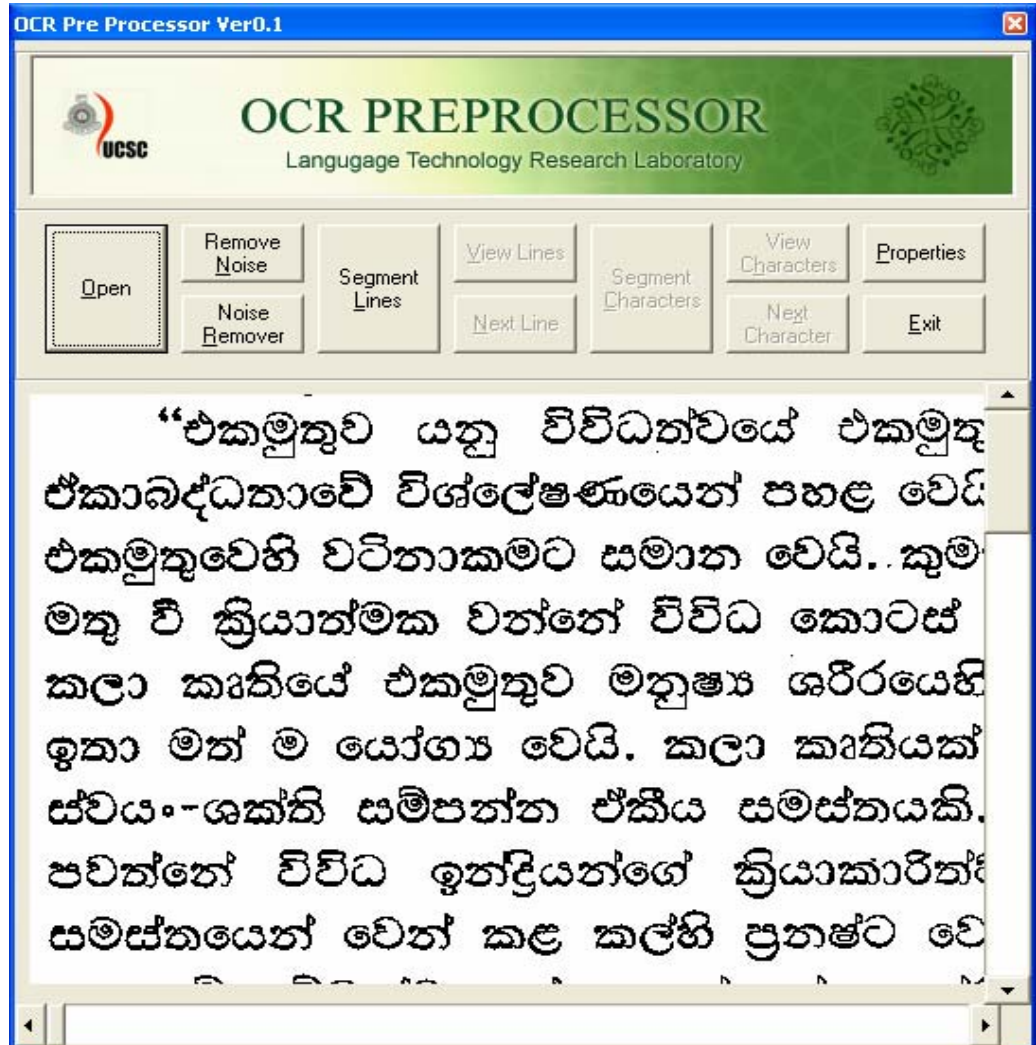 OCR Pre Processor Ver0.1
UCSC
OCR PREPROCESSOR
Langugage Technology Research Laboratory
Open
Remove Noise
Noise Remover
Segment Lines
View Lines
Next Line
Segment Characters
View Characters
Next Character
Properties
Exit
“එකමුතුව යනු විවිධත්වයේ එකමුතු
ඒකාබද්ධතාවේ විශ්ලේෂණයෙන් පහළ වෙයි
එකමුතුවෙහි වටිනාකමට සමාන වෙයි. කුම
මතු වී ක්‍රියාත්මක වන්නේ විවිධ කොටස්
කලා කෘතියේ එකමුතුව මනුෂ්‍ය ශරීරයෙහි
ඉතා මත් ම යෝග්‍ය වෙයි. කලා කෘතියක්
ස්වයං-ශක්ති සම්පන්න ඒකීය සමස්තයකි.
පවත්නේ විවිධ ඉන්ද්‍රියන්ගේ ක්‍රියාකාරිත්
සමස්තයෙන් වෙන් කළ කල්හි ප්‍රනෂ්ට වෙ